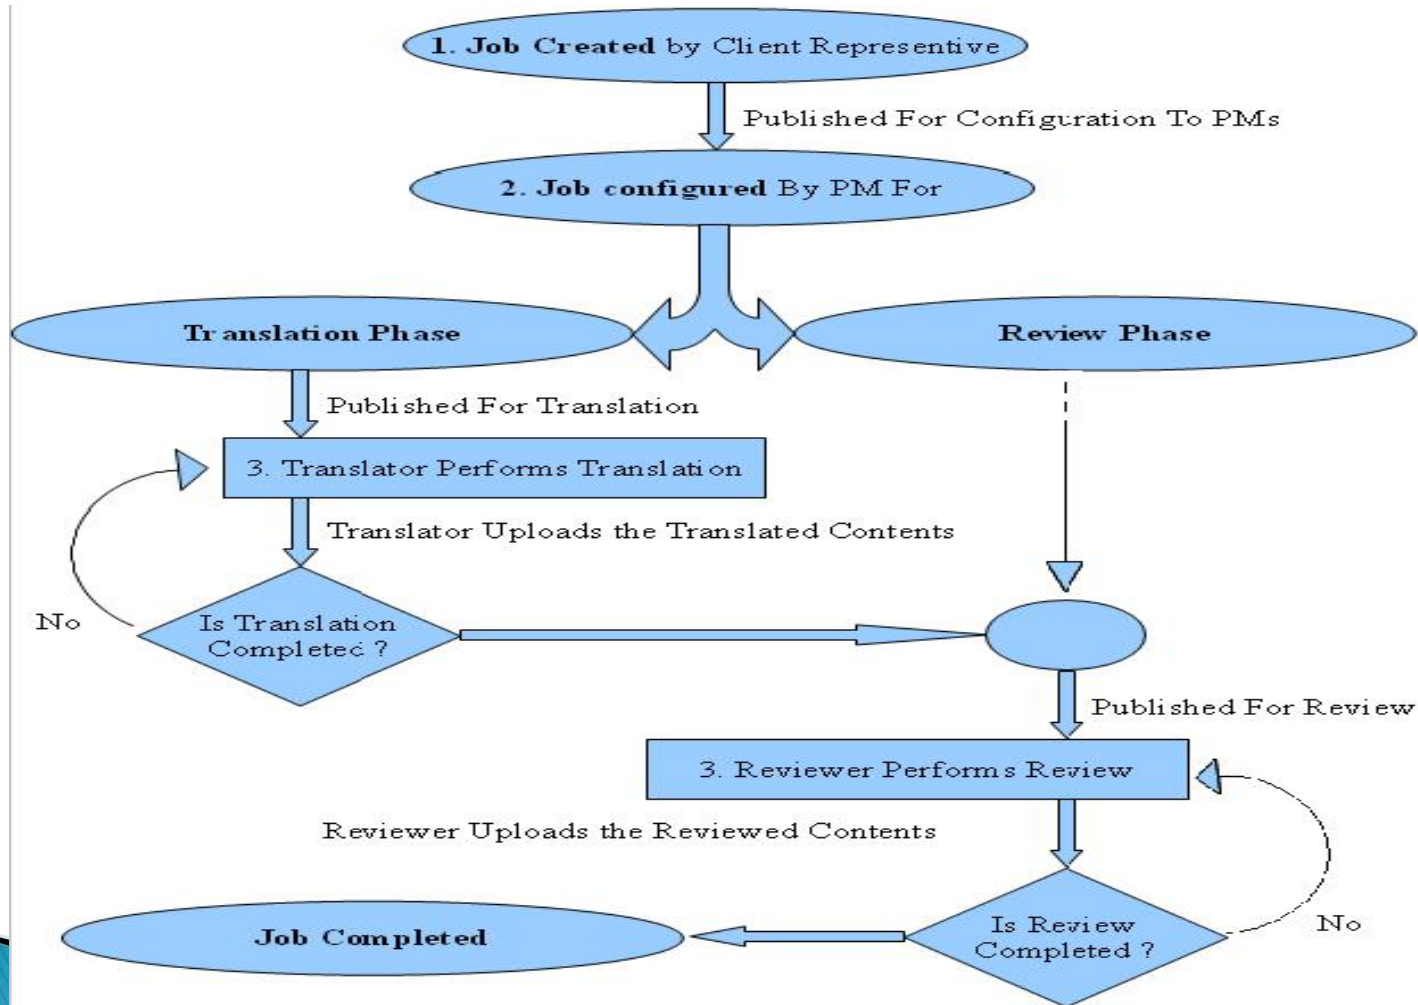 1. Job Created by Client Representive
Published For Configuration To PMs
2. Job configured By PM For
Translation Phase
Review Phase
Published For Translation
3. Translator Performs Translation
Translator Uploads the Translated Contents
No
Is Translation
Completed ?
Published For Review
3. Reviewer Performs Review
Reviewer Uploads the Reviewed Contents
Is Review
Completed ?
No
Job Completed